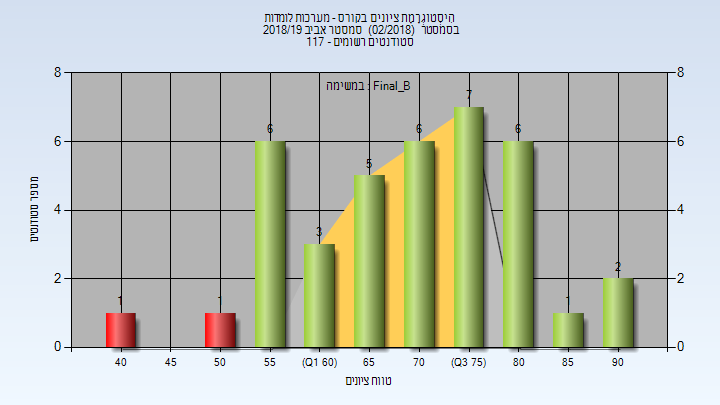 היסטוגרמת ציונים בקורס - מערכות לומדות
בסמסטר (02/2018) סמסטר אביב 2018/19
סטודנטים רשומים - 117
במשימה : Final_B
8 8
6 6
4 4
2 2
0 0
1 1 6 3 5 6 7 6 1 2
מספר סטודנטים
40 45 50 55 (Q1 60) 65 70 (Q3 75) 80 85 90
טווח ציונים